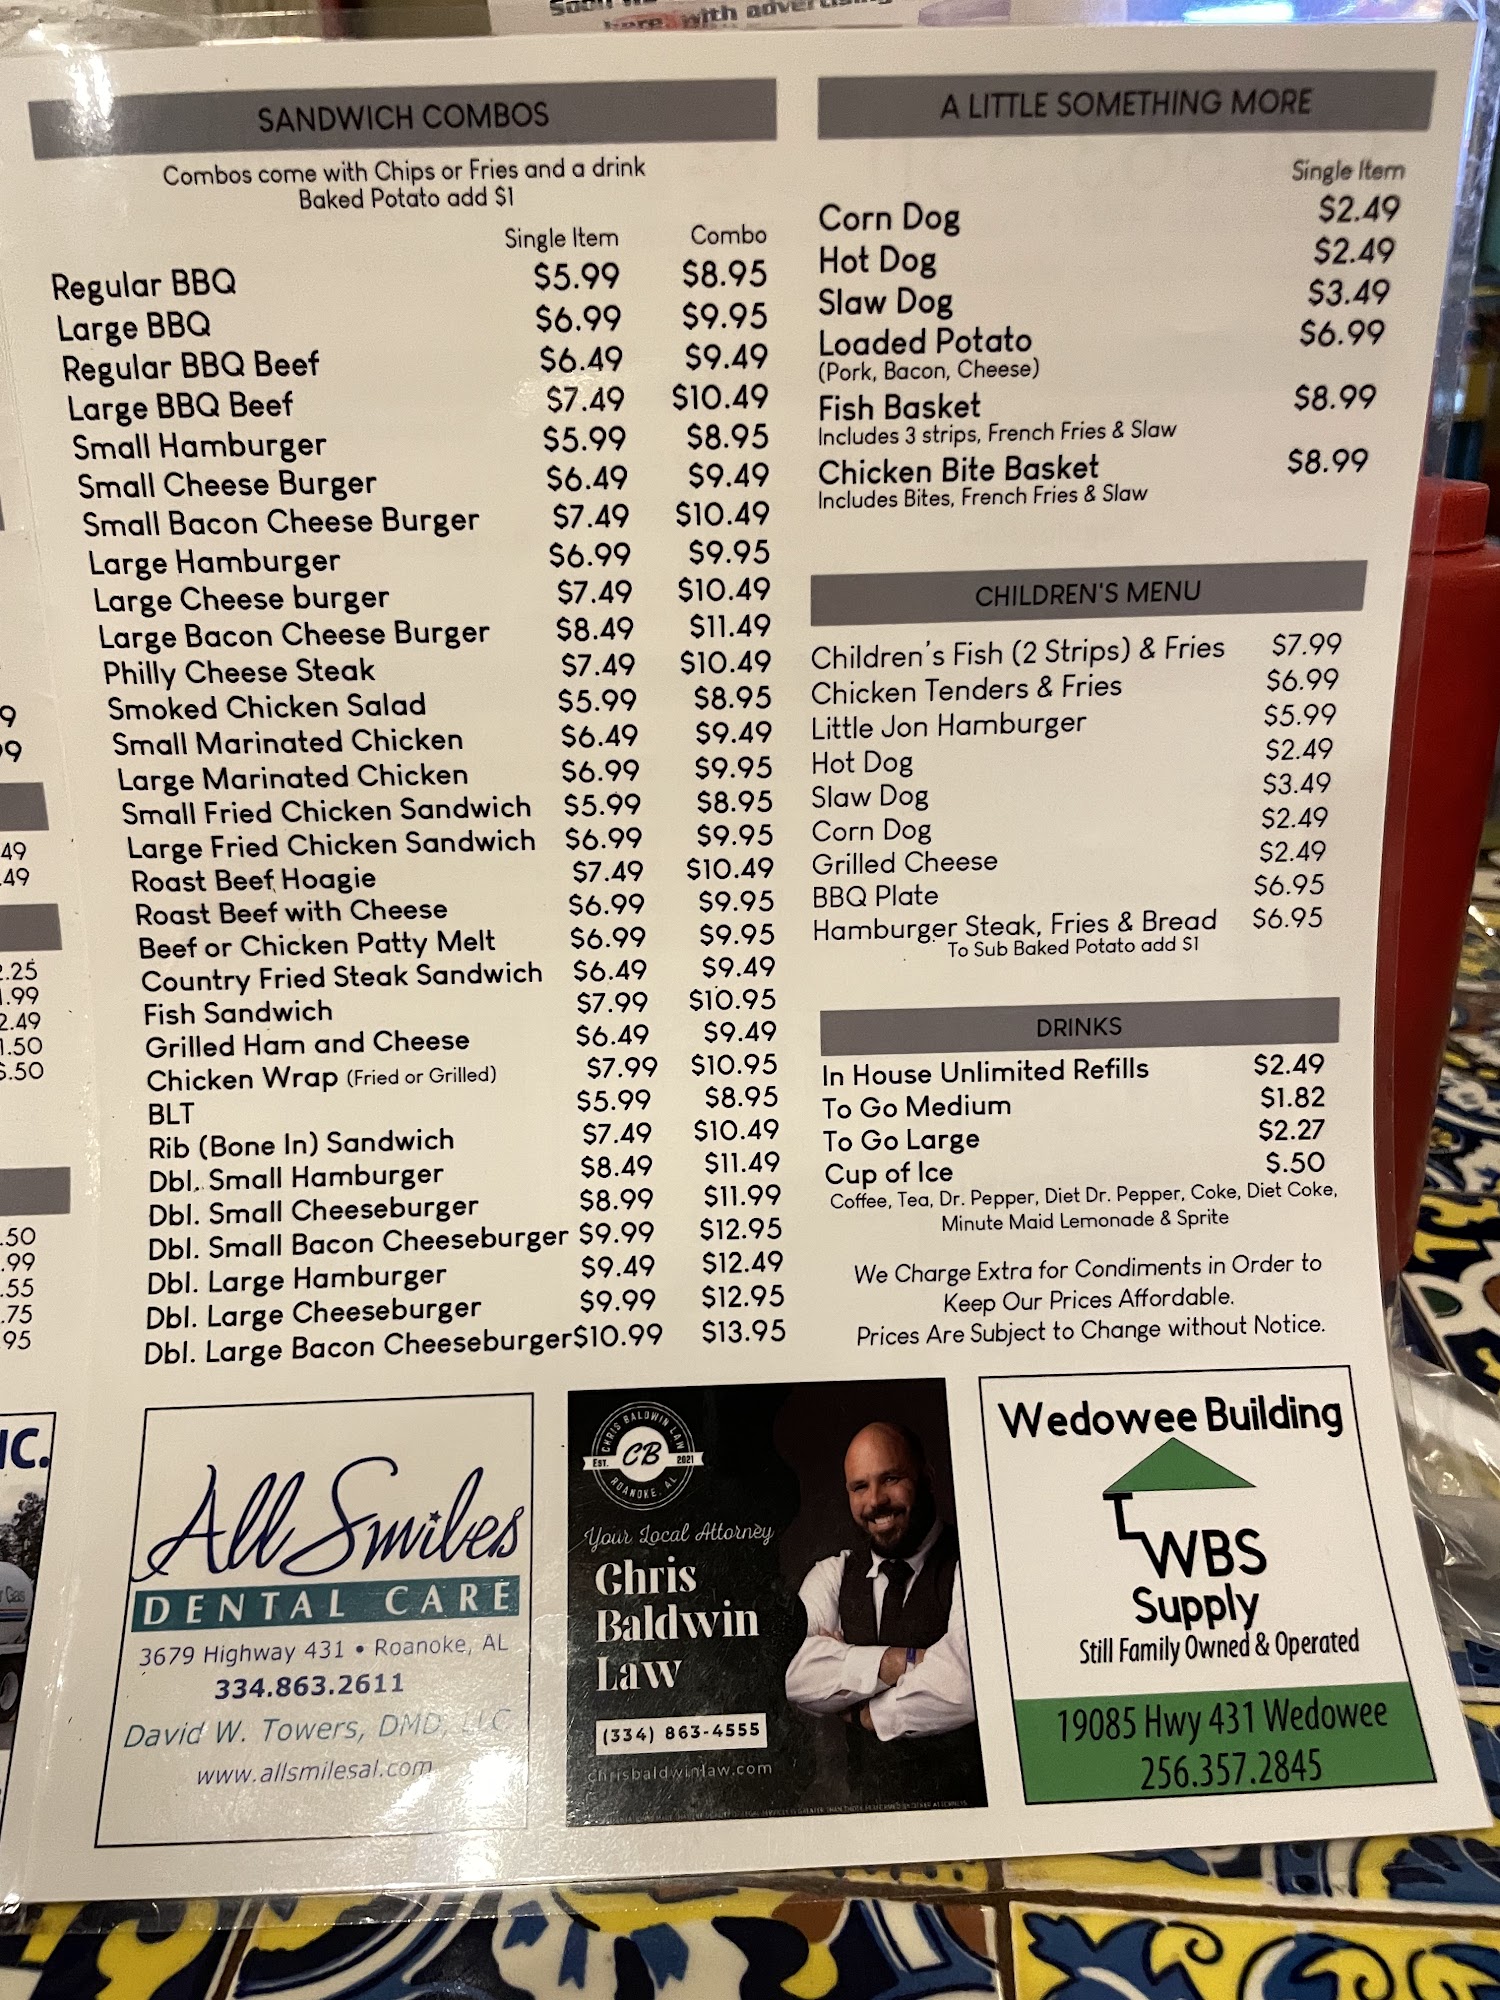 here with advertising
SANDWICH COMBOS
Combos come with Chips or Fries and a drink
Baked Potato add $1
Single Item Combo
Regular BBQ $5.99 $8.95
Large BBQ $6.99 $9.95
Regular BBQ Beef $6.49 $9.49
Large BBQ Beef $7.49 $10.49
Small Hamburger $5.99 $8.95
Small Cheese Burger $6.49 $9.49
Small Bacon Cheese Burger $7.49 $10.49
Large Hamburger $6.99 $9.95
Large Cheese burger $7.49 $10.49
Large Bacon Cheese Burger $8.49 $11.49
Philly Cheese Steak $7.49 $10.49
Smoked Chicken Salad $5.99 $8.95
Small Marinated Chicken $6.49 $9.49
Large Marinated Chicken $6.99 $9.95
Small Fried Chicken Sandwich $5.99 $8.95
Large Fried Chicken Sandwich $6.99 $9.95
Roast Beef Hoagie $7.49 $10.49
Roast Beef with Cheese $6.99 $9.95
Beef or Chicken Patty Melt $6.99 $9.95
Country Fried Steak Sandwich $6.49 $9.49
Fish Sandwich $7.99 $10.95
Grilled Ham and Cheese $6.49 $9.49
Chicken Wrap (Fried or Grilled) $7.99 $10.95
BLT $5.99 $8.95
Rib (Bone In) Sandwich $7.49 $10.49
Dbl. Small Hamburger $8.49 $11.49
Dbl. Small Cheeseburger $8.99 $11.99
Dbl. Small Bacon Cheeseburger $9.99 $12.95
Dbl. Large Hamburger $9.49 $12.49
Dbl. Large Cheeseburger $9.99 $12.95
Dbl. Large Bacon Cheeseburger $10.99 $13.95
A LITTLE SOMETHING MORE
Single Item
Corn Dog $2.49
Hot Dog $2.49
Slaw Dog $3.49
Loaded Potato $6.99
(Pork, Bacon, Cheese)
Fish Basket $8.99
Includes 3 strips, French Fries & Slaw
Chicken Bite Basket $8.99
Includes Bites, French Fries & Slaw
CHILDREN'S MENU
Children's Fish (2 Strips) & Fries $7.99
Chicken Tenders & Fries $6.99
Little Jon Hamburger $5.99
Hot Dog $2.49
Slaw Dog $3.49
Corn Dog $2.49
Grilled Cheese $2.49
BBQ Plate $6.95
Hamburger Steak, Fries & Bread $6.95
To Sub Baked Potato add $1
DRINKS
In House Unlimited Refills $2.49
To Go Medium $1.82
To Go Large $2.27
Cup of Ice $.50
Coffee, Tea, Dr. Pepper, Diet Dr. Pepper, Coke, Diet Coke,
Minute Maid Lemonade & Sprite
We Charge Extra for Condiments in Order to
Keep Our Prices Affordable.
Prices Are Subject to Change without Notice.
All Smiles
DENTAL CARE
3679 Highway 431 • Roanoke, AL
334.863.2611
David W. Towers, DMD, LLC
www.allsmilesal.com
CHRIS BALDWIN LAW
EST. CB 2021
ROANOKE, AL
Your Local Attorney
Chris
Baldwin
Law
(334) 863-4555
chrisbaldwinlaw.com
Wedowee Building
WBS
Supply
Still Family Owned & Operated
19085 Hwy 431 Wedowee
256.357.2845